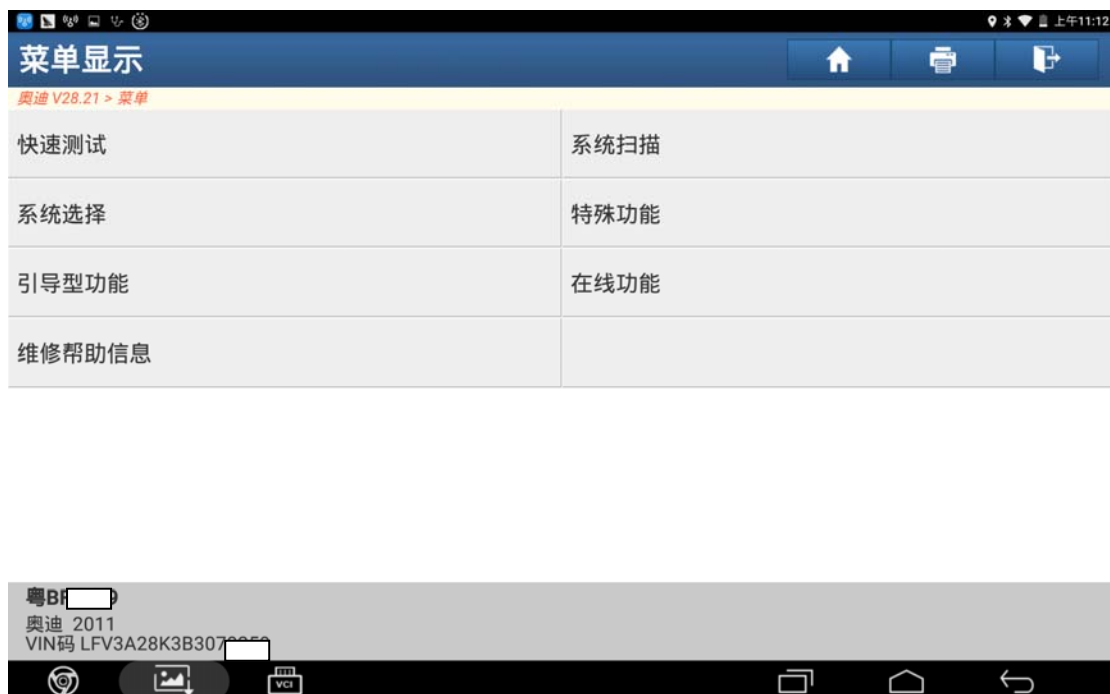 上午11:12
菜单显示
奥迪 V28.21 > 菜单
快速测试
系统扫描
系统选择
特殊功能
引导型功能
在线功能
维修帮助信息
粤B
奥迪 2011
VIN码 LFV3A28K3B307
VCI